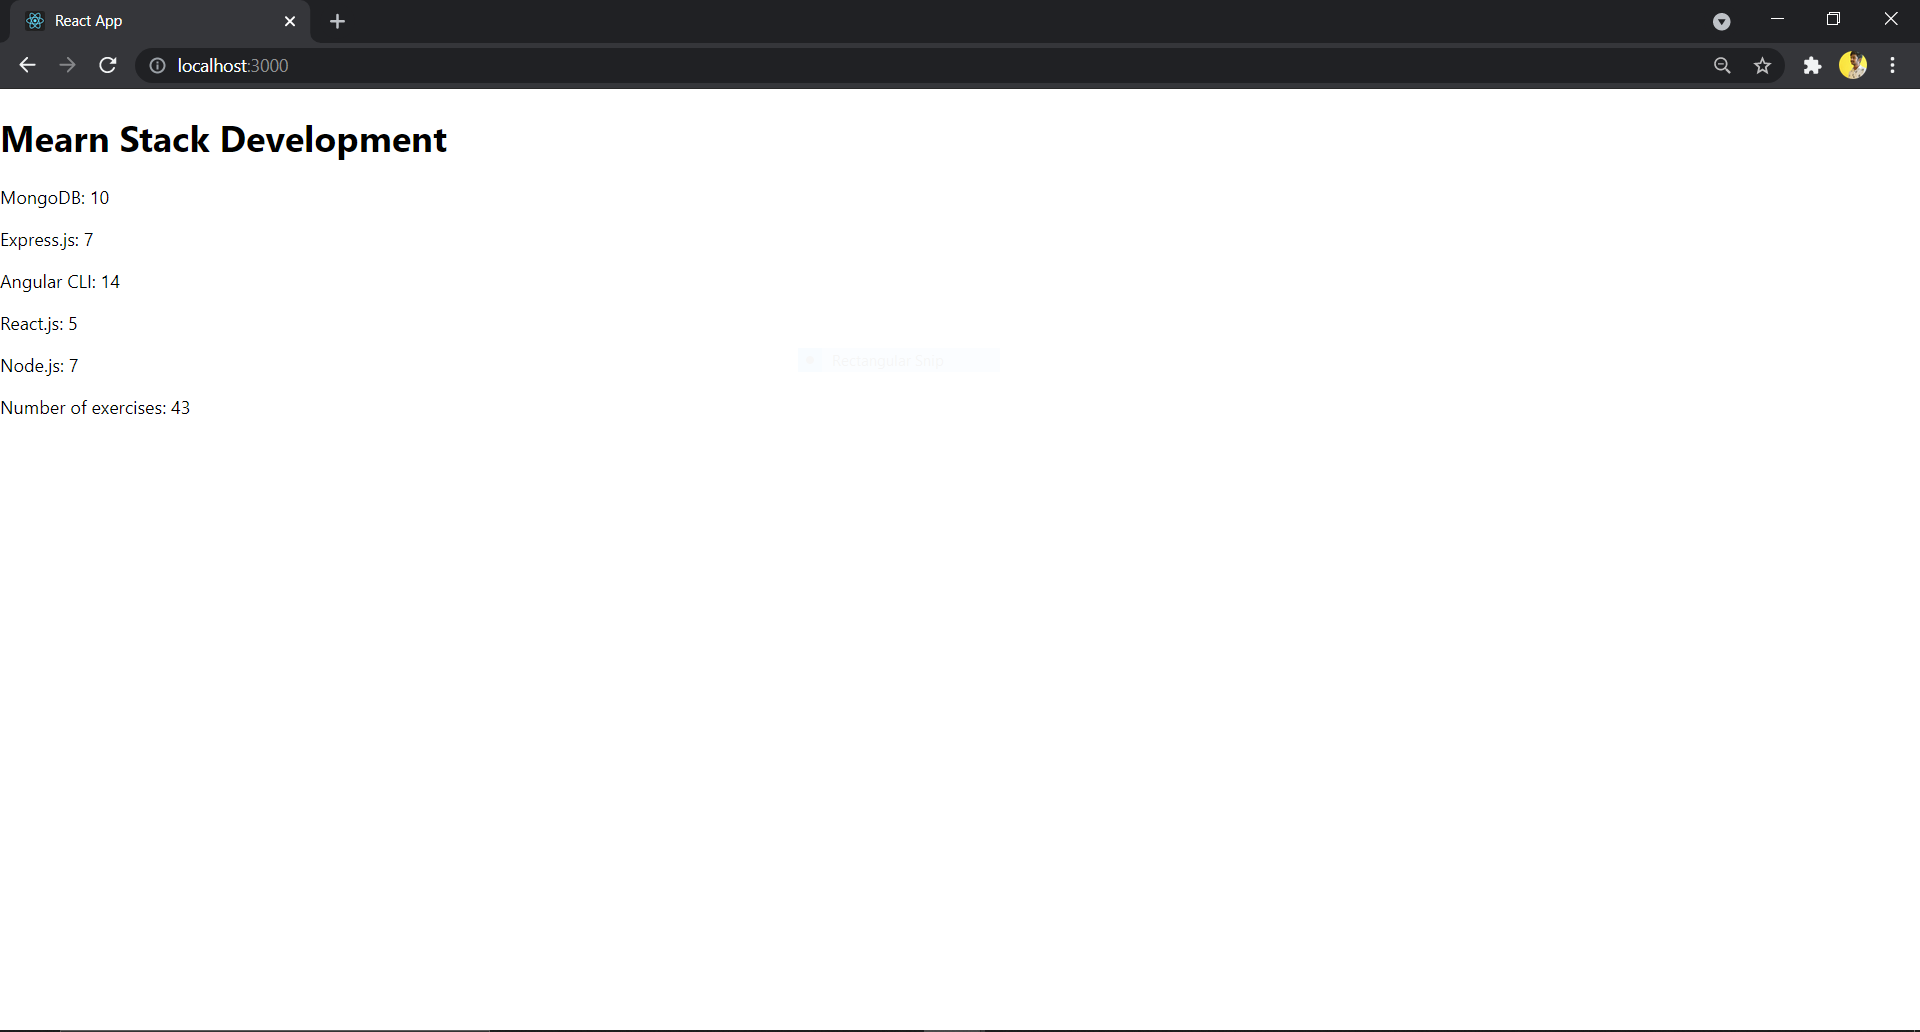 React App
localhost:3000
Mearn Stack Development
MongoDB: 10
Express.js: 7
Angular CLI: 14
React.js: 5
Node.js: 7
Rectangular Snip
Number of exercises: 43